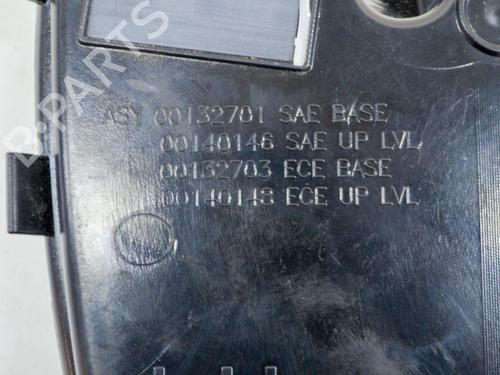 ASY 00132701 SAE BASE
00140146 SAE UP LVL
00132703 ECE BASE
00140148 ECE UP LVL
B-Parts